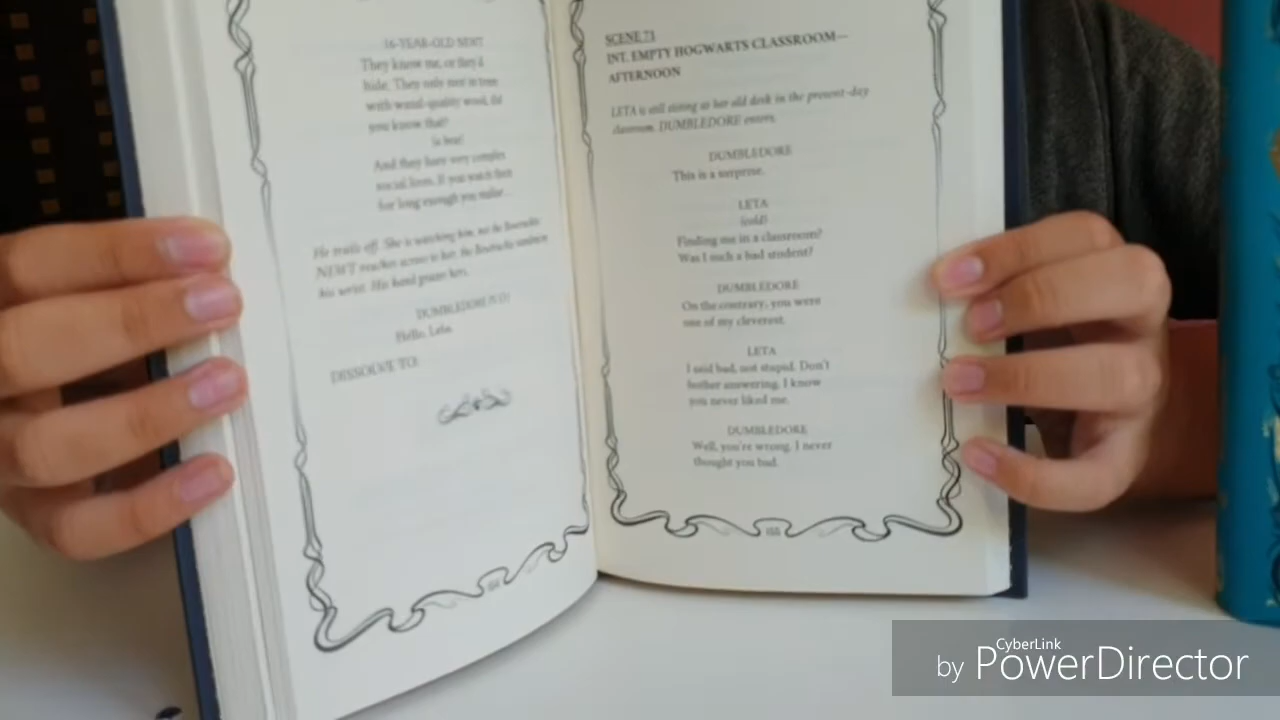 16-YEAR-OLD NEWT
They know me, or they'd
hide. They only nest in trees
with wand-quality wood, did
you know that?
(a beat)
And they have very complex
social lives. If you watch them
for long enough you realise...
He trails off. She is watching him, not the Bowtruckle
NEWT reaches across to her, the Bowtruckle
his wrist. His hand grazes hers.
DUMBLEDORE (V.O.)
Hello, Leta.
DISSOLVE TO:
SCENE 73
INT. EMPTY HOGWARTS CLASSROOM—
AFTERNOON
LETA is still sitting at her old desk in the present-day
classroom. DUMBLEDORE enters.
DUMBLEDORE
This is a surprise.
LETA
(cold)
Finding me in a classroom?
Was I such a bad student?
DUMBLEDORE
On the contrary, you were
one of my cleverest.
LETA
I said bad, not stupid. Don't
bother answering. I know
you never liked me.
DUMBLEDORE
Well, you're wrong. I never
thought you bad.
CyberLink
by PowerDirector